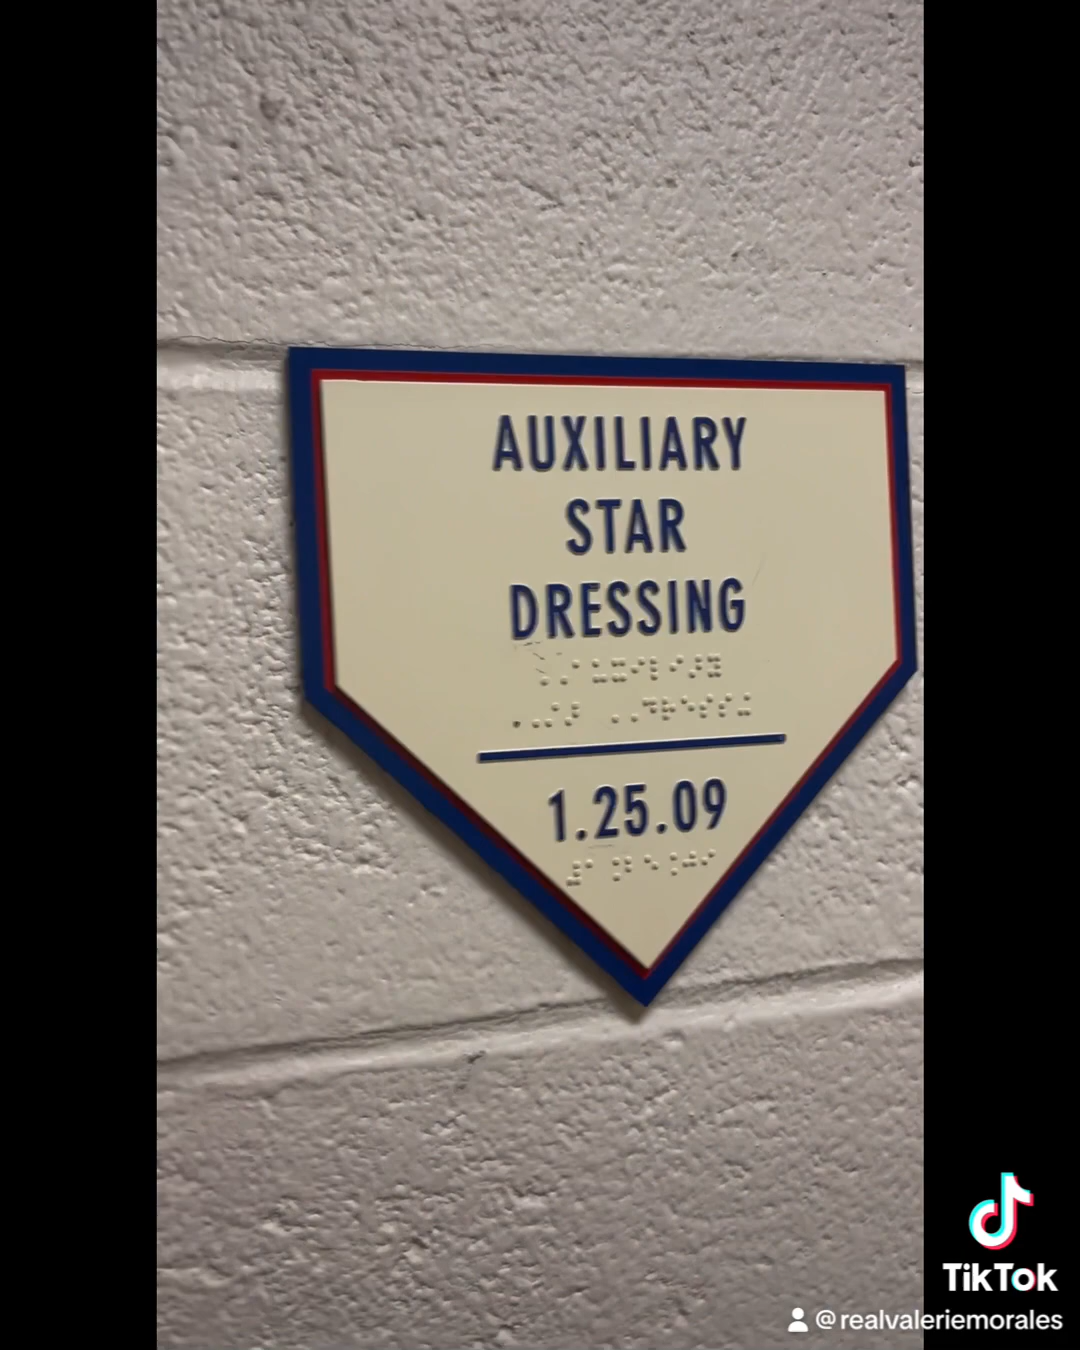 AUXILIARY
STAR
DRESSING
1.25.09
TikTok
@realvaleriemorales